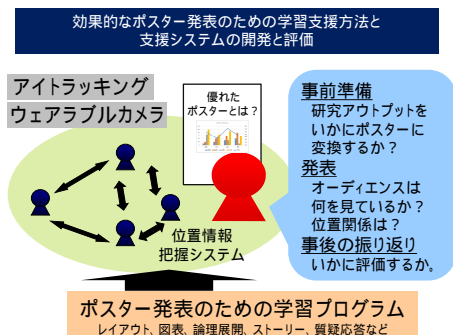 効果的なポスター発表のための学習支援方法と
支援システムの開発と評価
アイトラッキング
ウェアラブルカメラ
優れた
ポスターとは？
位置情報
把握システム
事前準備
研究アウトプットを
いかにポスターに
変換するか？
発表
オーディエンスは
何を見ているか？
位置関係は？
事後の振り返り
いかに評価するか。
ポスター発表のための学習プログラム
レイアウト、図表、論理展開、ストーリー、質疑応答など